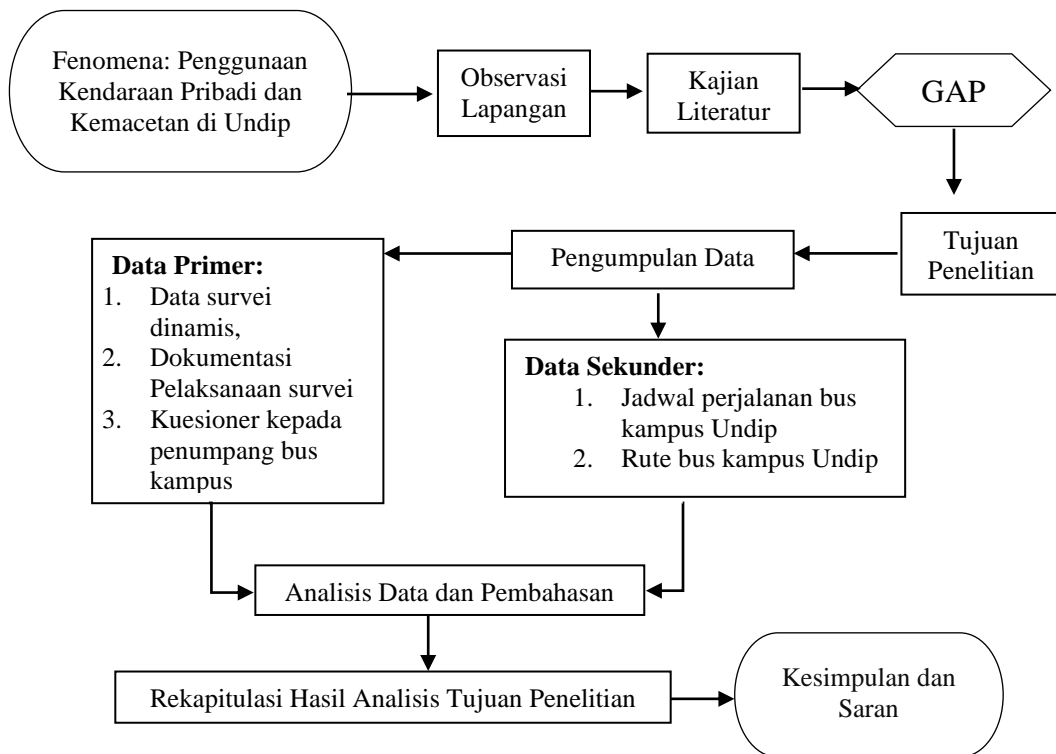 Fenomena: Penggunaan
Kendaraan Pribadi dan
Kemacetan di Undip
Observasi
Lapangan
Kajian
Literatur
GAP
Tujuan
Penelitian
Pengumpulan Data
Data Primer:
1. Data survei
dinamis,
2. Dokumentasi
Pelaksanaan survei
3. Kuesioner kepada
penumpang bus
kampus
Data Sekunder:
1. Jadwal perjalanan bus
kampus Undip
2. Rute bus kampus Undip
Analisis Data dan Pembahasan
Rekapitulasi Hasil Analisis Tujuan Penelitian
Kesimpulan dan
Saran